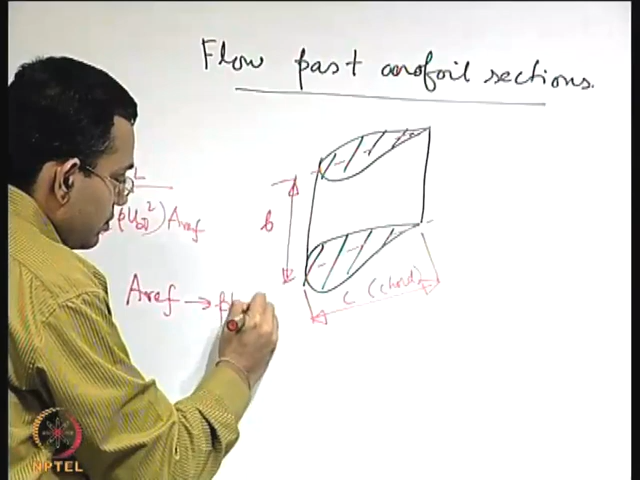 Flow past aerofoil sections.
L
(ρU∞²) Aref
b
c (chord)
Aref →
NPTEL